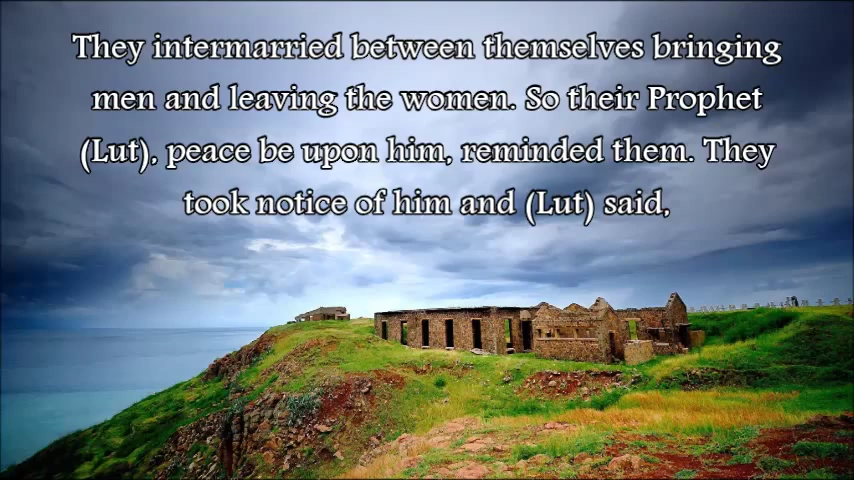 They intermarried between themselves bringing
men and leaving the women. So their Prophet
(Lut), peace be upon him, reminded them. They
took notice of him and (Lut) said,